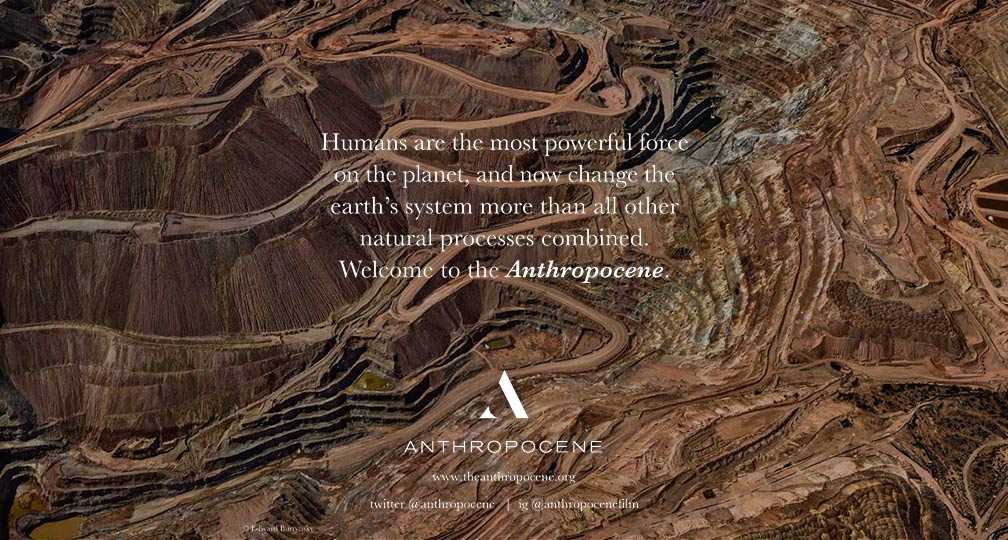 Humans are the most powerful force
on the planet, and now change the
earth's system more than all other
natural processes combined.
Welcome to the Anthropocene.
ANTHROPOCENE
www.theanthropocene.org
twitter @anthropocene | ig @anthropocenefilm
© Edward Burtynsky